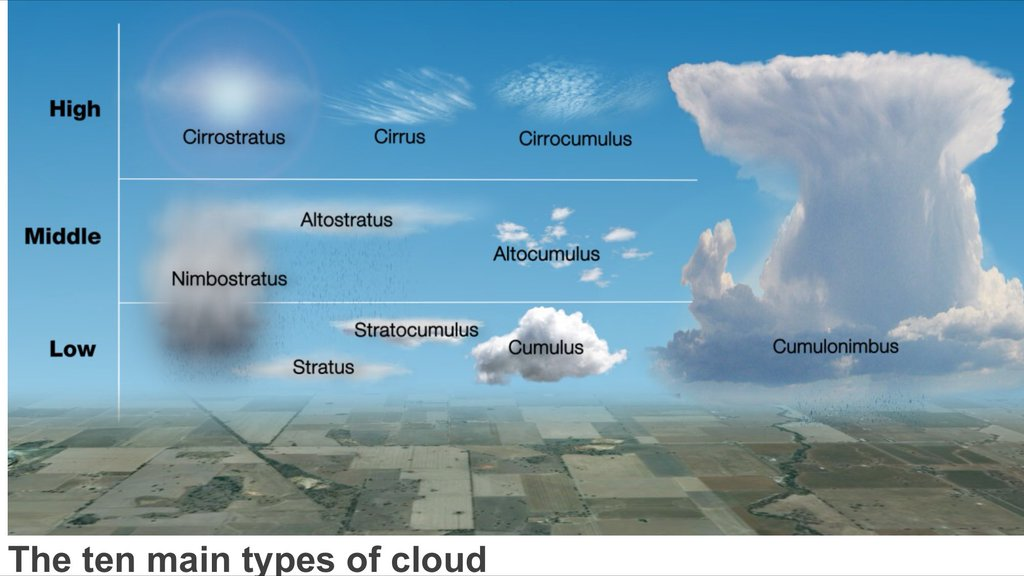 High
Cirrostratus
Cirrus
Cirrocumulus
Middle
Altostratus
Altocumulus
Nimbostratus
Low
Stratocumulus
Cumulus
Cumulonimbus
Stratus
The ten main types of cloud